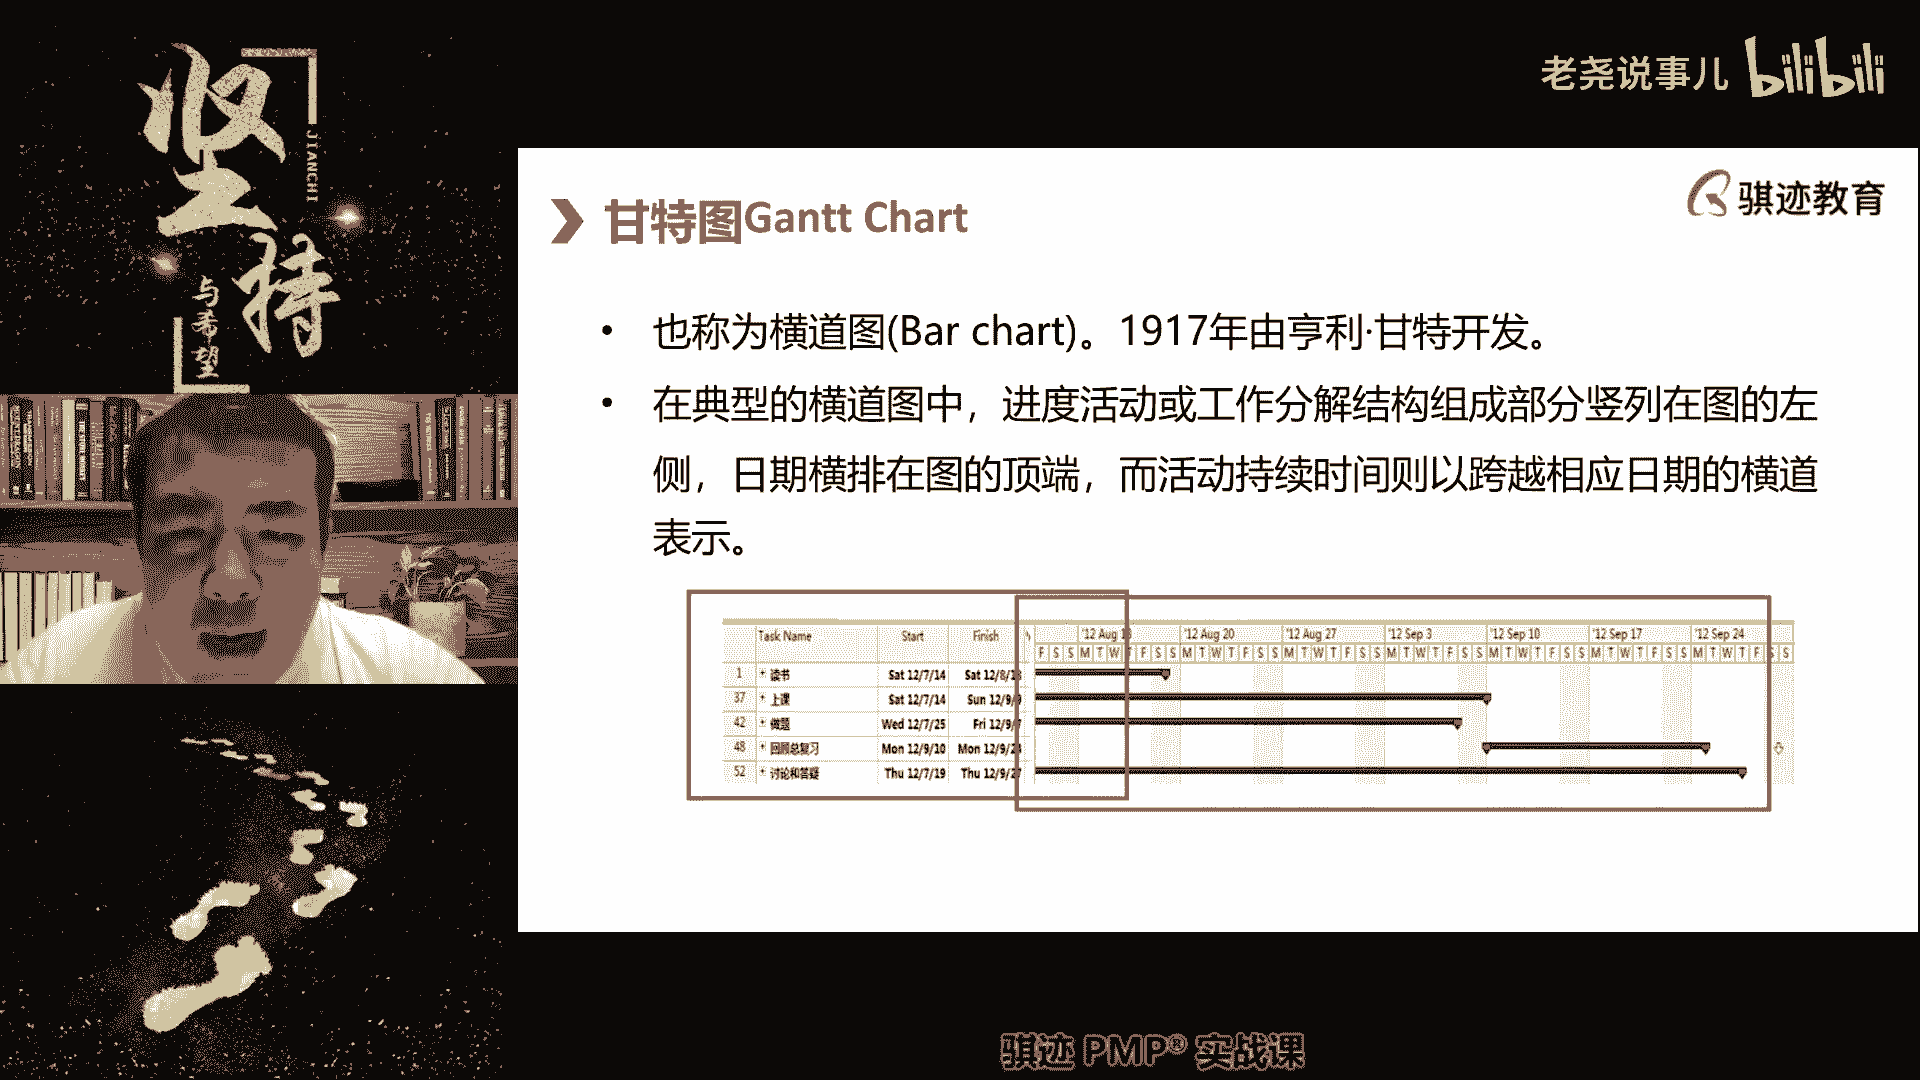 坚持
JIANCHI
与希望
老尧说事儿 bilibili
骐迹教育
甘特图Gantt Chart
• 也称为横道图(Bar chart)。1917年由亨利·甘特开发。
• 在典型的横道图中，进度活动或工作分解结构组成部分竖列在图的左
侧，日期横排在图的顶端，而活动持续时间则以跨越相应日期的横道
表示。
Task Name Start Finish '12 Aug 13 '12 Aug 20 '12 Aug 27 '12 Sep 3 '12 Sep 10 '12 Sep 17 '12 Sep 24
F S S M T W T F S S M T W T F S S M T W T F S S M T W T F S S M T W T F S S M T W T F S S M T W T F S S
1 + 读书 Sat 12/7/14 Sat 12/8/18
37 + 上课 Sat 12/7/14 Sun 12/9/9
42 + 做题 Wed 12/7/25 Fri 12/9/7
48 + 回顾总复习 Mon 12/9/10 Mon 12/9/24
52 + 讨论和答疑 Thu 12/7/19 Thu 12/9/27
骐迹 PMP® 实战课